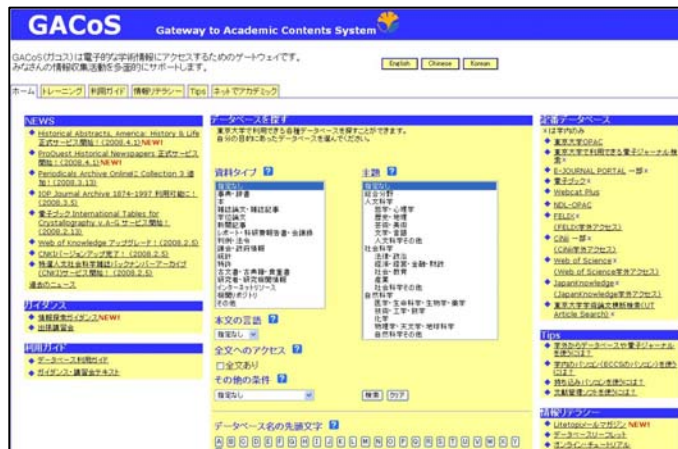 GACoS Gateway to Academic Contents System
GACoS(ガコス)は電子的な学術情報にアクセスするためのゲートウェイです。
みなさんの情報収集活動を多面的にサポートします。
English Chinese Korean
ホーム トレーニング 利用ガイド 情報リテラシー Tips ネットでアカデミック
NEWS
Historical Abstracts, America: History & Life
正式サービス開始！(2008.4.1)NEW!
ProQuest Historical Newspapers 正式サービス
開始！(2008.4.1)NEW!
Periodicals Archive Onlineに Collection 3 追
加！(2008.3.13)
IOP Journal Archive 1874-1997 利用可能に！
(2008.3.5)
電子ブック International Tables for
Crystallography v.A-G サービス開始！
(2008.2.13)
Web of Knowledge アップグレード！(2008.2.5)
CNKIバージョンアップ完了！(2008.2.5)
(CNKI)サービス開始！(2008.2.5)
過去のニュース
ガイダンス
情報探索ガイダンスNEW!
出張講習会
利用ガイド
データベース利用ガイド
ガイダンス・講習会テキスト
データベースを探す
東京大学で利用できる各種データベースを探すことができます。
自分の目的にあったデータベースを選んでください。
資料タイプ
指定なし
事典・辞書
本
雑誌論文・雑誌記事
学位論文
新聞記事
レポート・科研費報告書・会議録
判例・法令
議会・政府情報
統計
特許
古文書・古典籍・貴重書
研究者・研究機関情報
インターネットリソース
機関リポジトリ
その他
主題
指定なし
総合分野
人文科学
哲学・心理学
歴史・地理
芸術・美術
文学・言語
人文科学その他
社会科学
法律・政治
経済・経営・金融・財政
社会・教育
産業
社会科学その他
自然科学
医学・生命科学・生物学・薬学
技術・工学・数学
化学
物理学・天文学・地球科学
自然科学その他
本文の言語
指定なし
全文へのアクセス
全文あり
その他の条件
指定なし
検索 クリア
データベース名の先頭文字
A B C D E F G H I J K L M N O P Q R S T U V W X Y
定番データベース
×は学内のみ
東京大学OPAC
東京大学で利用できる電子ジャーナル検
索×
E-JOURNAL PORTAL 一部×
電子ブック×
Webcat Plus
NDL-OPAC
FELIX×
(FELIX学外アクセス)
CiNii 一部×
(CiNii学外アクセス)
Web of Science×
(Web of Science学外アクセス)
JapanKnowledge×
(JapanKnowledge学外アクセス)
東京大学学術論文横断検索(UT
Article Search) ×
Tips
学外からデータベースや電子ジャーナル
を使うには？
学内のパソコン(ECCSのパソコン)を使う
には？
持ち込みパソコンを使うには？
文献管理ソフトを使うには？
情報リテラシー
Litetopiメールマガジン NEW!
データベースリーフレット
オンラインチュートリアル